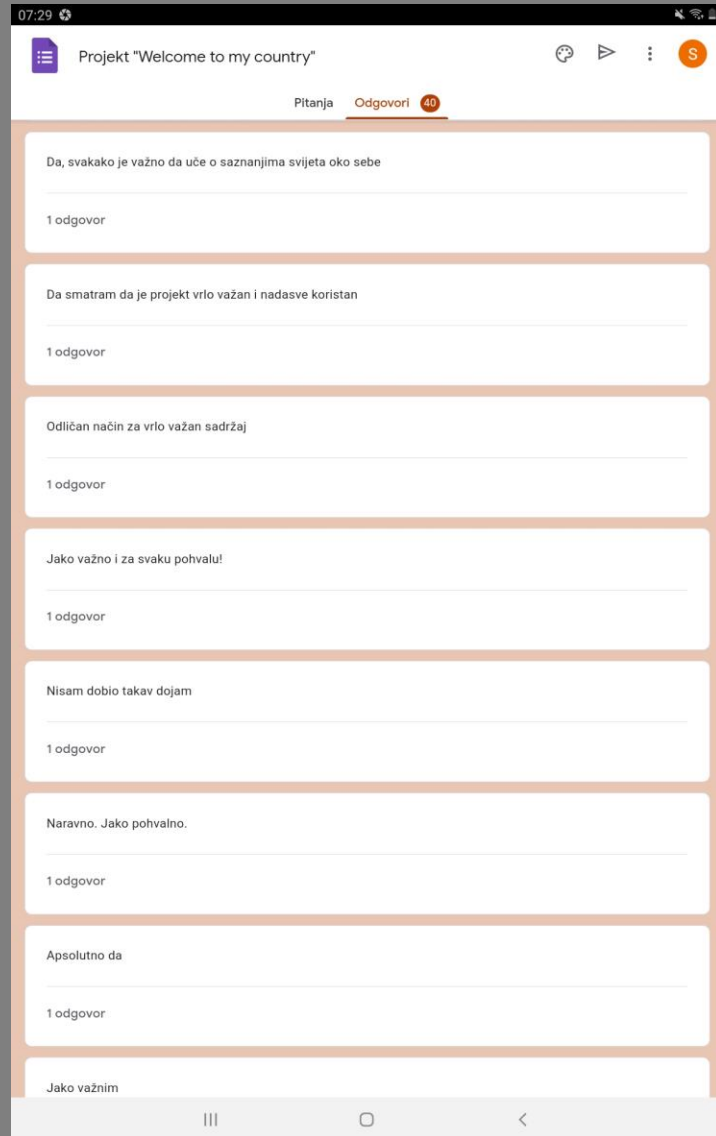 07:29
Projekt "Welcome to my country"
S
Pitanja Odgovori 40
Da, svakako je važno da uče o saznanjima svijeta oko sebe
1 odgovor
Da smatram da je projekt vrlo važan i nadasve koristan
1 odgovor
Odličan način za vrlo važan sadržaj
1 odgovor
Jako važno i za svaku pohvalu!
1 odgovor
Nisam dobio takav dojam
1 odgovor
Naravno. Jako pohvalno.
1 odgovor
Apsolutno da
1 odgovor
Jako važnim